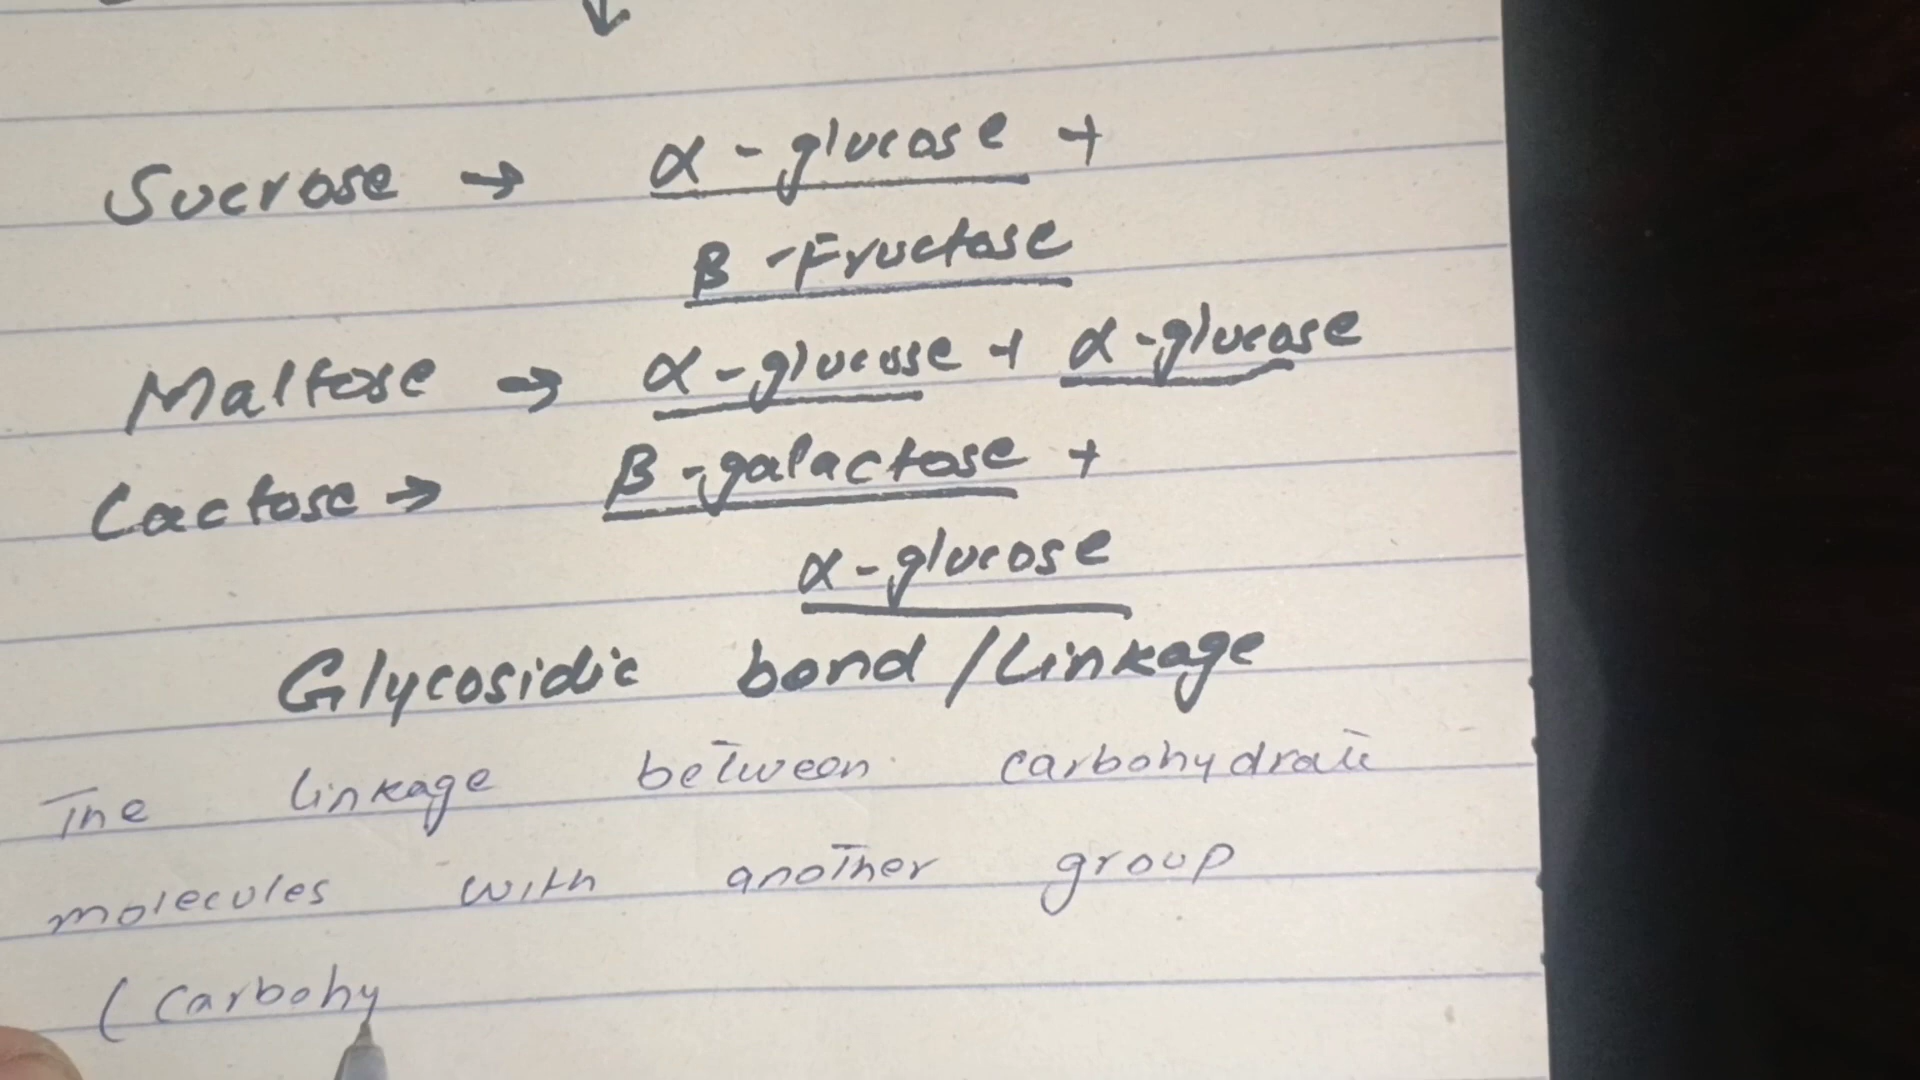 Sucrose → α - glucose +
β - Fructose
Maltose → α - glucose + α - glucose
Lactose → β - galactose +
α - glucose
Glycosidic bond / Linkage
The linkage between carbohydrate
molecules with another group
( Carbohy